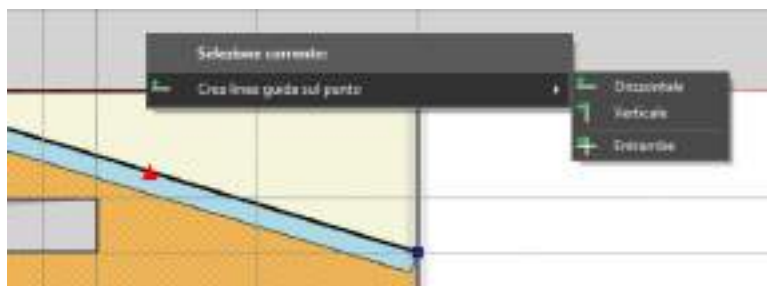 Selezione corrente:
Crea linea guida sul punto
Orizzontale
Verticale
Entrambe